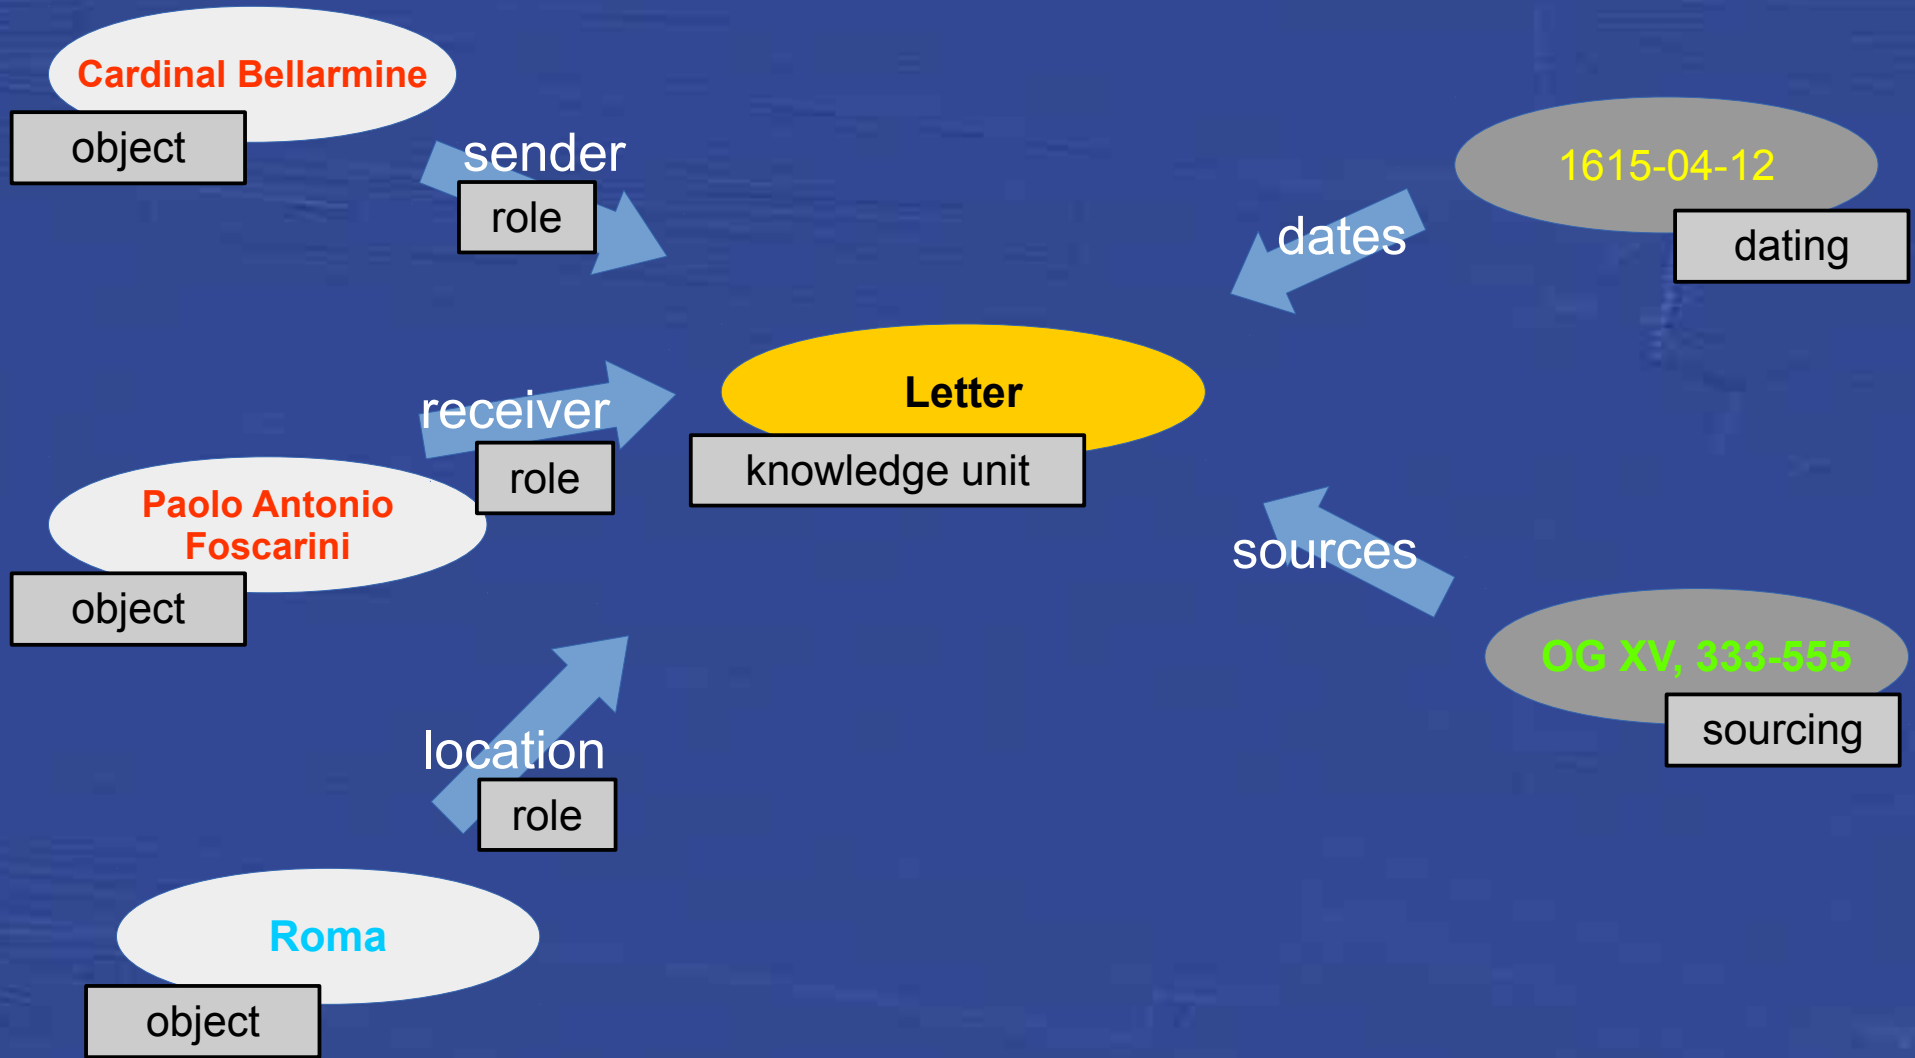 Cardinal Bellarmine
object
sender
role
1615-04-12
dating
dates
Letter
knowledge unit
receiver
role
Paolo Antonio
Foscarini
object
sources
OG XV, 333-555
sourcing
location
role
Roma
object